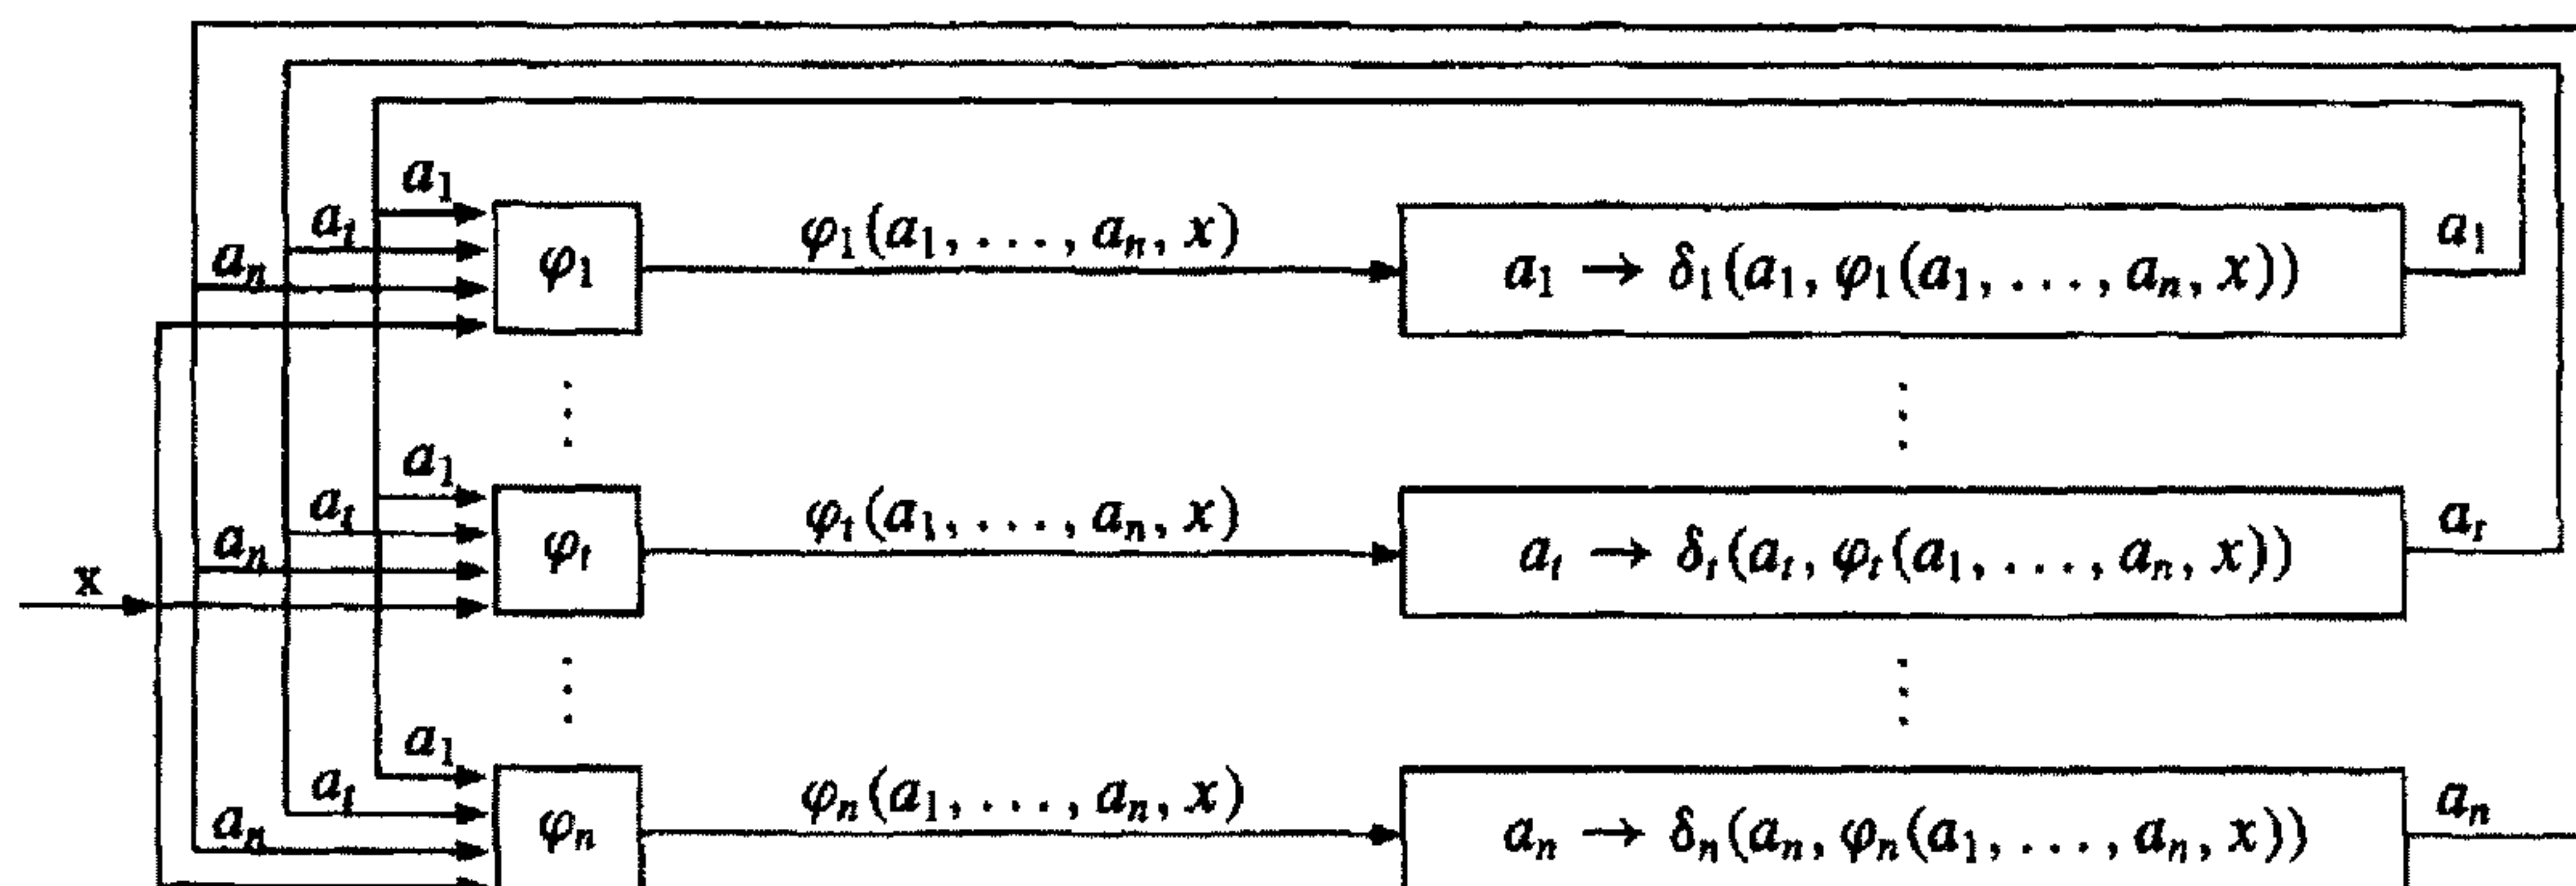 a₁
aₜ
aₙ
φ₁ φ₁(a₁, . . . , aₙ, x) a₁ → δ₁(a₁, φ₁(a₁, . . . , aₙ, x)) a₁
a₁
aₜ
aₙ
x
φₜ φₜ(a₁, . . . , aₙ, x) aₜ → δₜ(aₜ, φₜ(a₁, . . . , aₙ, x)) aₜ
a₁
aₜ
aₙ
φₙ φₙ(a₁, . . . , aₙ, x) aₙ → δₙ(aₙ, φₙ(a₁, . . . , aₙ, x)) aₙ